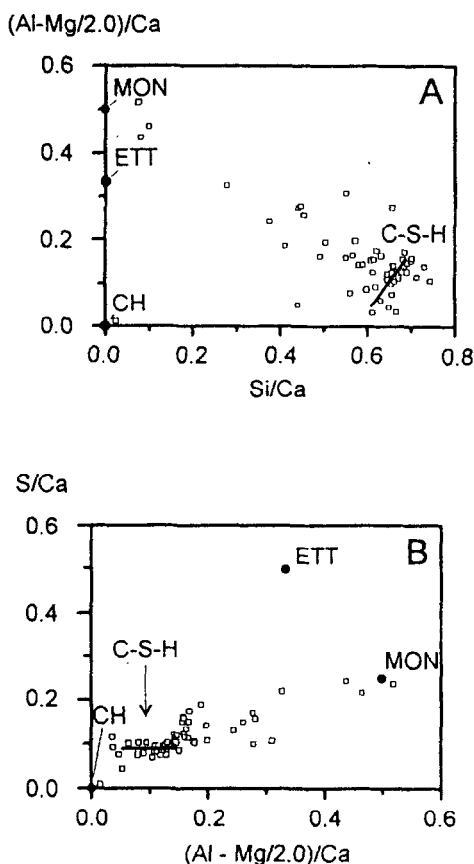 (Al-Mg/2.0)/Ca
0.6
MON
A
0.4
ETT
C-S-H
0.2
CH
0.0
0.0 0.2 0.4 0.6 0.8
Si/Ca
S/Ca
0.6
B
ETT
0.4
C-S-H
MON
0.2
CH
0.0
0.0 0.2 0.4 0.6
(Al - Mg/2.0)/Ca